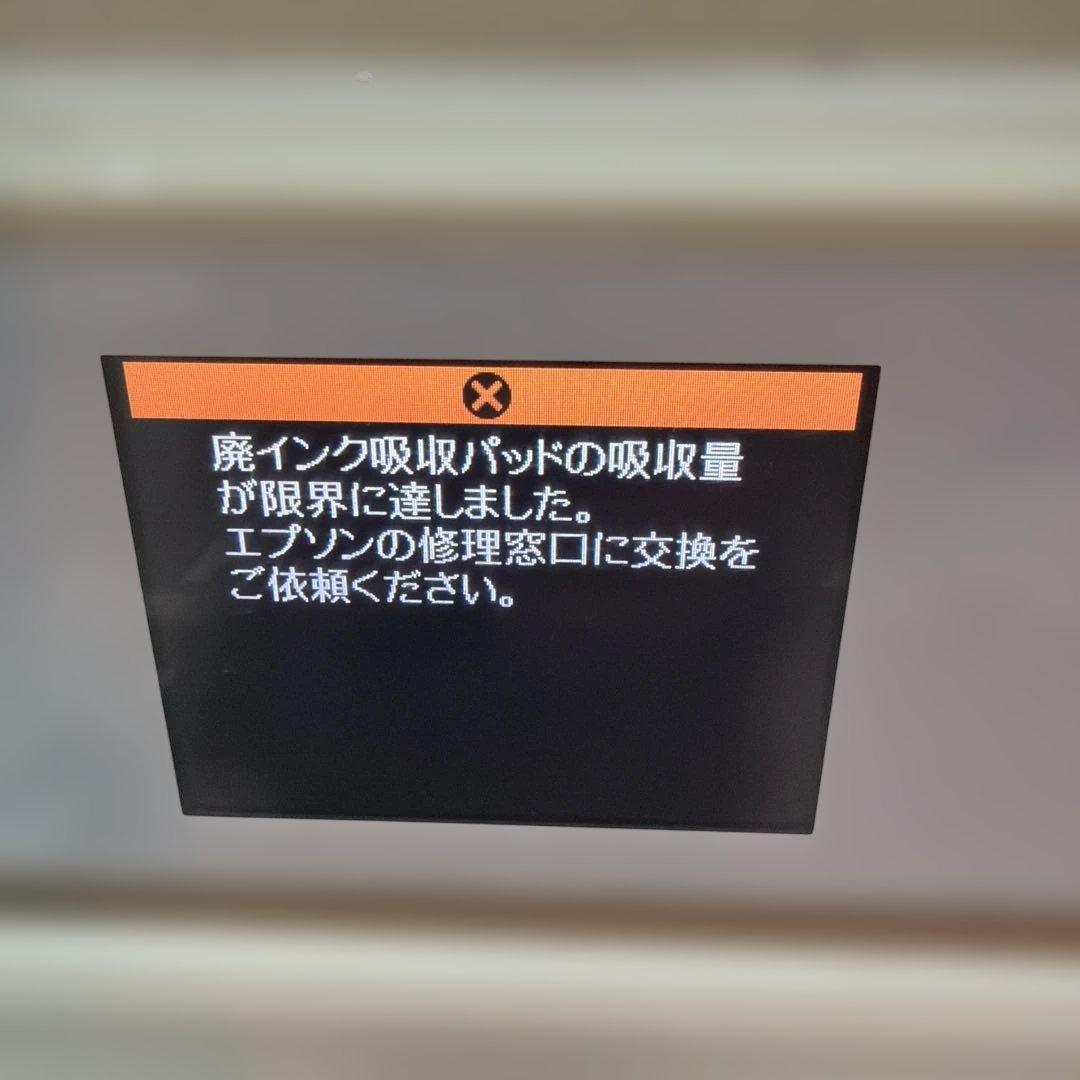 廃インク吸収パッドの吸収量
が限界に達しました。
エプソンの修理窓口に交換を
ご依頼ください。